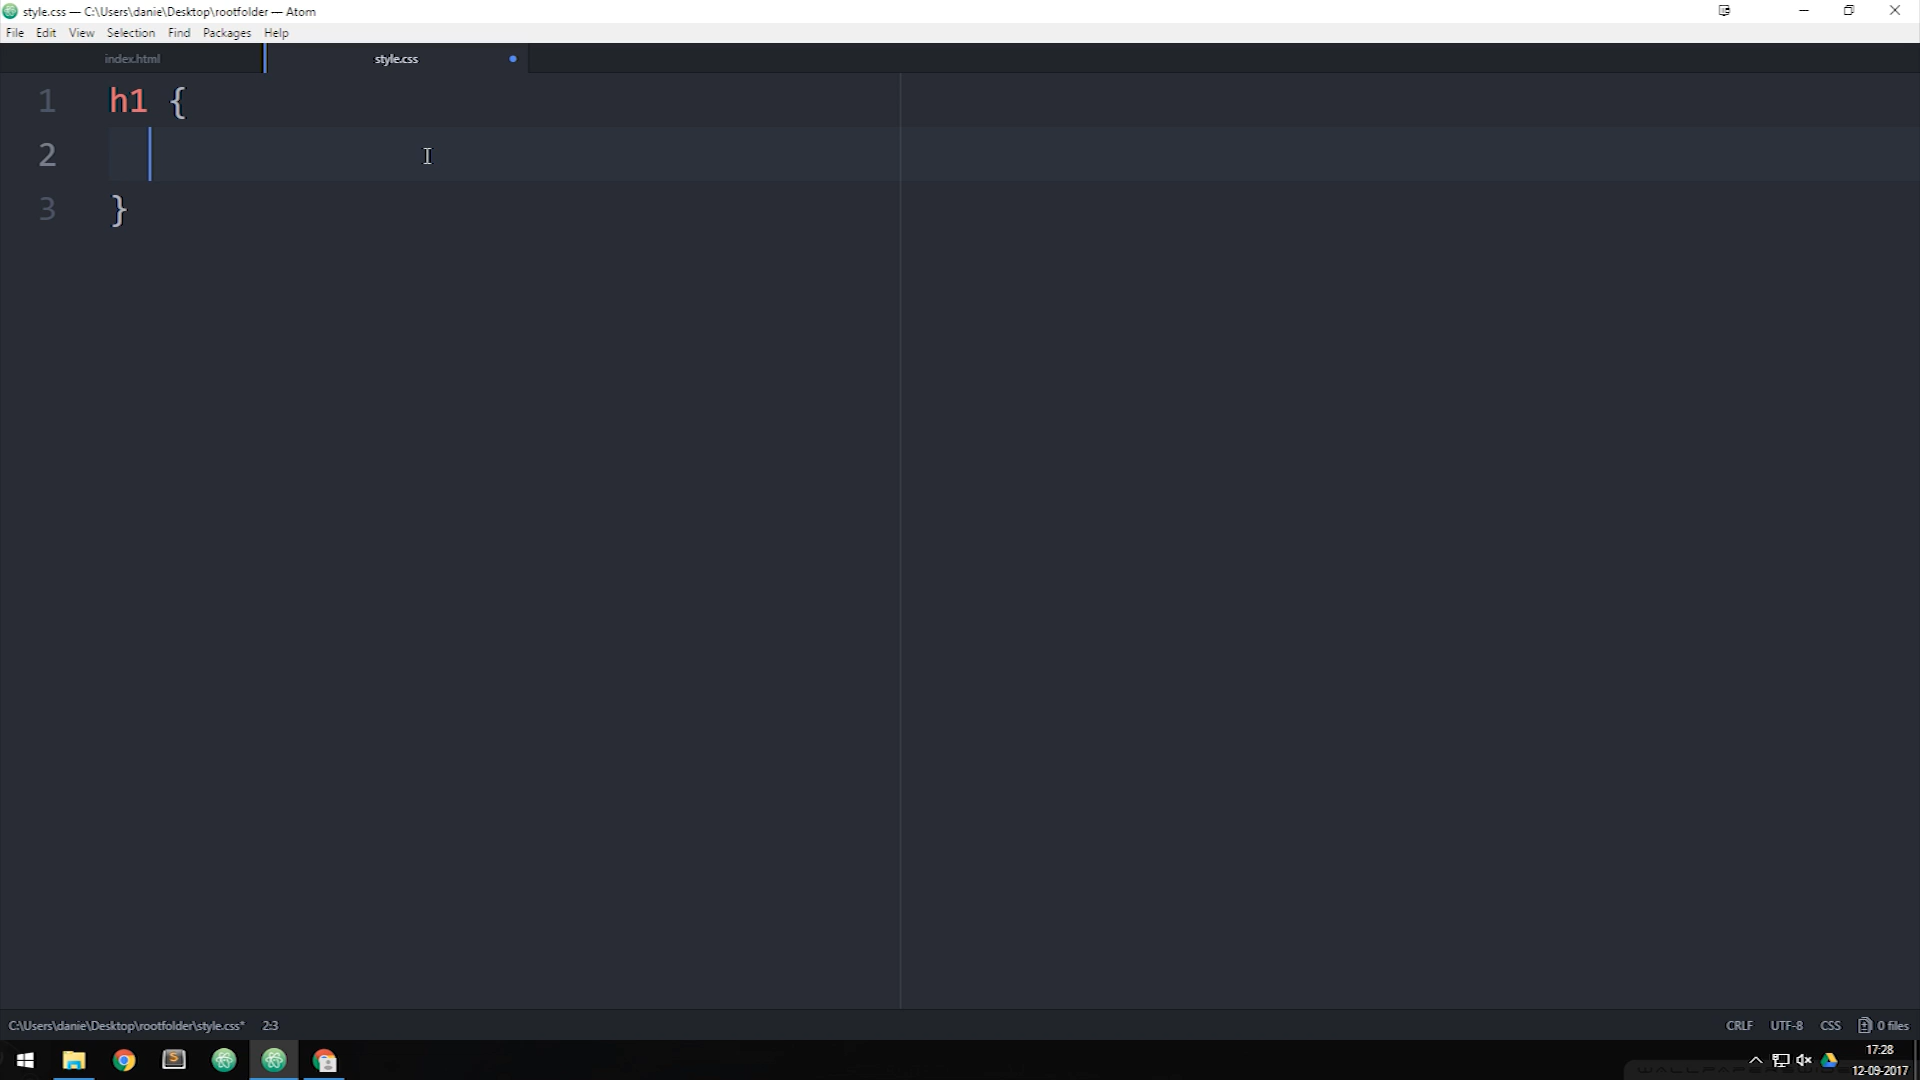 style.css — C:\Users\danie\Desktop\rootfolder — Atom
File Edit View Selection Find Packages Help
index.html style.css
1 h1 {
2
3 }
C:\Users\danie\Desktop\rootfolder\style.css* 2:3 CRLF UTF-8 CSS 0 files
17:28
12-09-2017